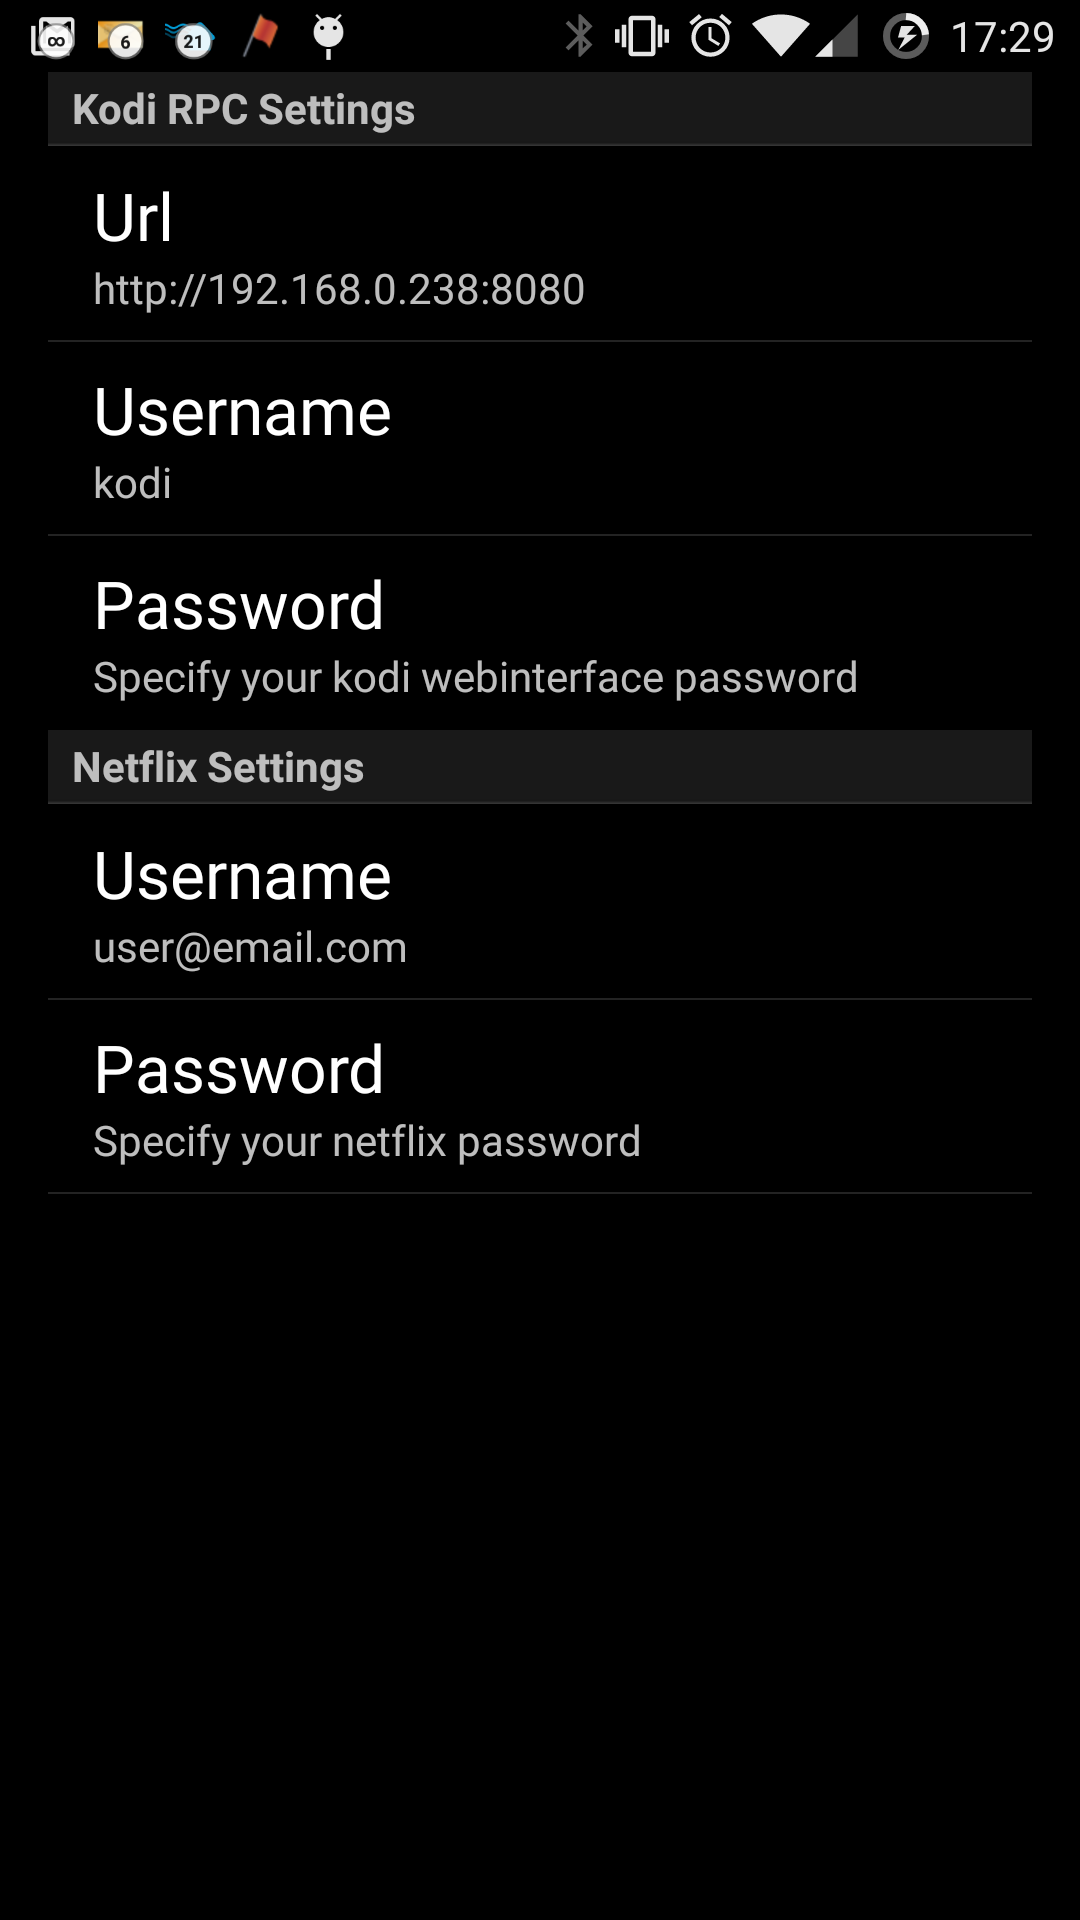 ∞ 6 21 17:29
Kodi RPC Settings
Url
http://192.168.0.238:8080
Username
kodi
Password
Specify your kodi webinterface password
Netflix Settings
Username
user@email.com
Password
Specify your netflix password